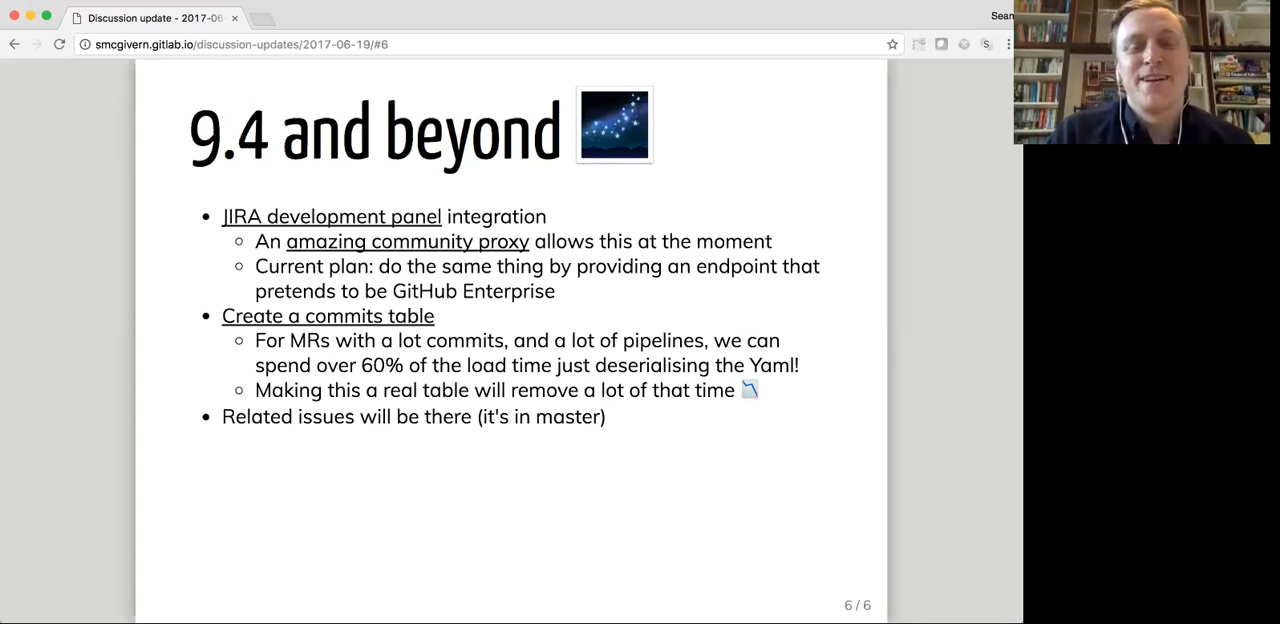 Discussion update - 2017-06
Sean
smcgivern.gitlab.io/discussion-updates/2017-06-19/#6
S
9.4 and beyond
JIRA development panel integration
An amazing community proxy allows this at the moment
Current plan: do the same thing by providing an endpoint that
pretends to be GitHub Enterprise
Create a commits table
For MRs with a lot commits, and a lot of pipelines, we can
spend over 60% of the load time just deserialising the Yaml!
Making this a real table will remove a lot of that time
Related issues will be there (it's in master)
6 / 6